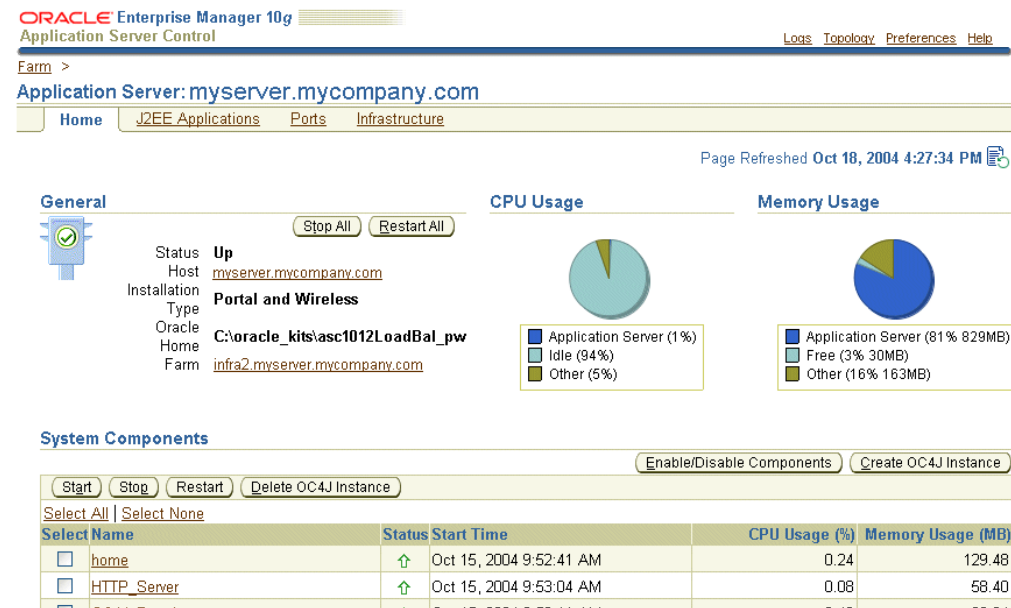 ORACLE Enterprise Manager 10g
Application Server Control
Logs Topology Preferences Help
Farm >
Application Server: myserver.mycompany.com
Home J2EE Applications Ports Infrastructure
Page Refreshed Oct 18, 2004 4:27:34 PM
General
Stop All Restart All
Status Up
Host myserver.mycompany.com
Installation Type Portal and Wireless
Oracle Home C:\oracle_kits\asc1012LoadBal_pw
Farm infra2.myserver.mycompany.com
CPU Usage
Application Server (1%)
Idle (94%)
Other (5%)
Memory Usage
Application Server (81% 829MB)
Free (3% 30MB)
Other (16% 163MB)
System Components
Enable/Disable Components Create OC4J Instance
Start Stop Restart Delete OC4J Instance
Select All | Select None
Select Name Status Start Time CPU Usage (%) Memory Usage (MB)
home Oct 15, 2004 9:52:41 AM 0.24 129.48
HTTP_Server Oct 15, 2004 9:53:04 AM 0.08 58.40